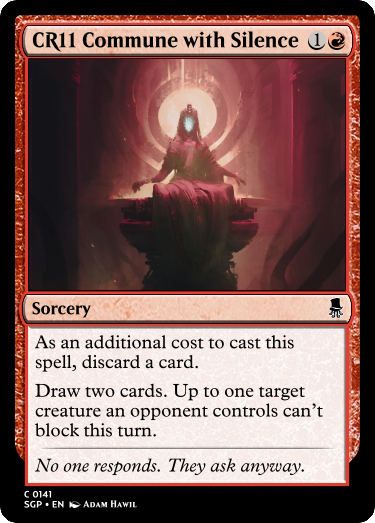 CR11 Commune with Silence 1
Sorcery
As an additional cost to cast this
spell, discard a card.
Draw two cards. Up to one target
creature an opponent controls can't
block this turn.
No one responds. They ask anyway.
C 0141
SGP • EN Adam Hawil